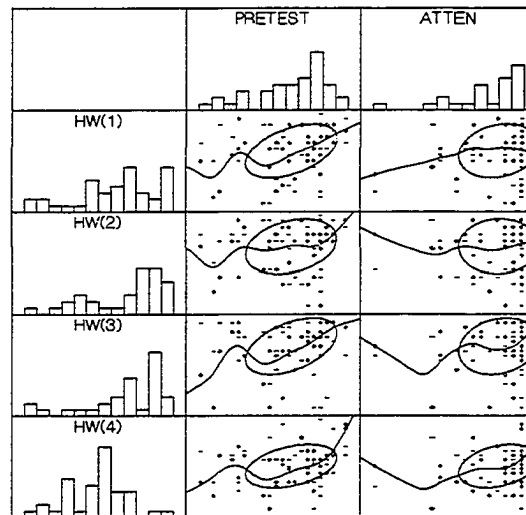 PRETEST
ATTEN
HW(1)
HW(2)
HW(3)
HW(4)